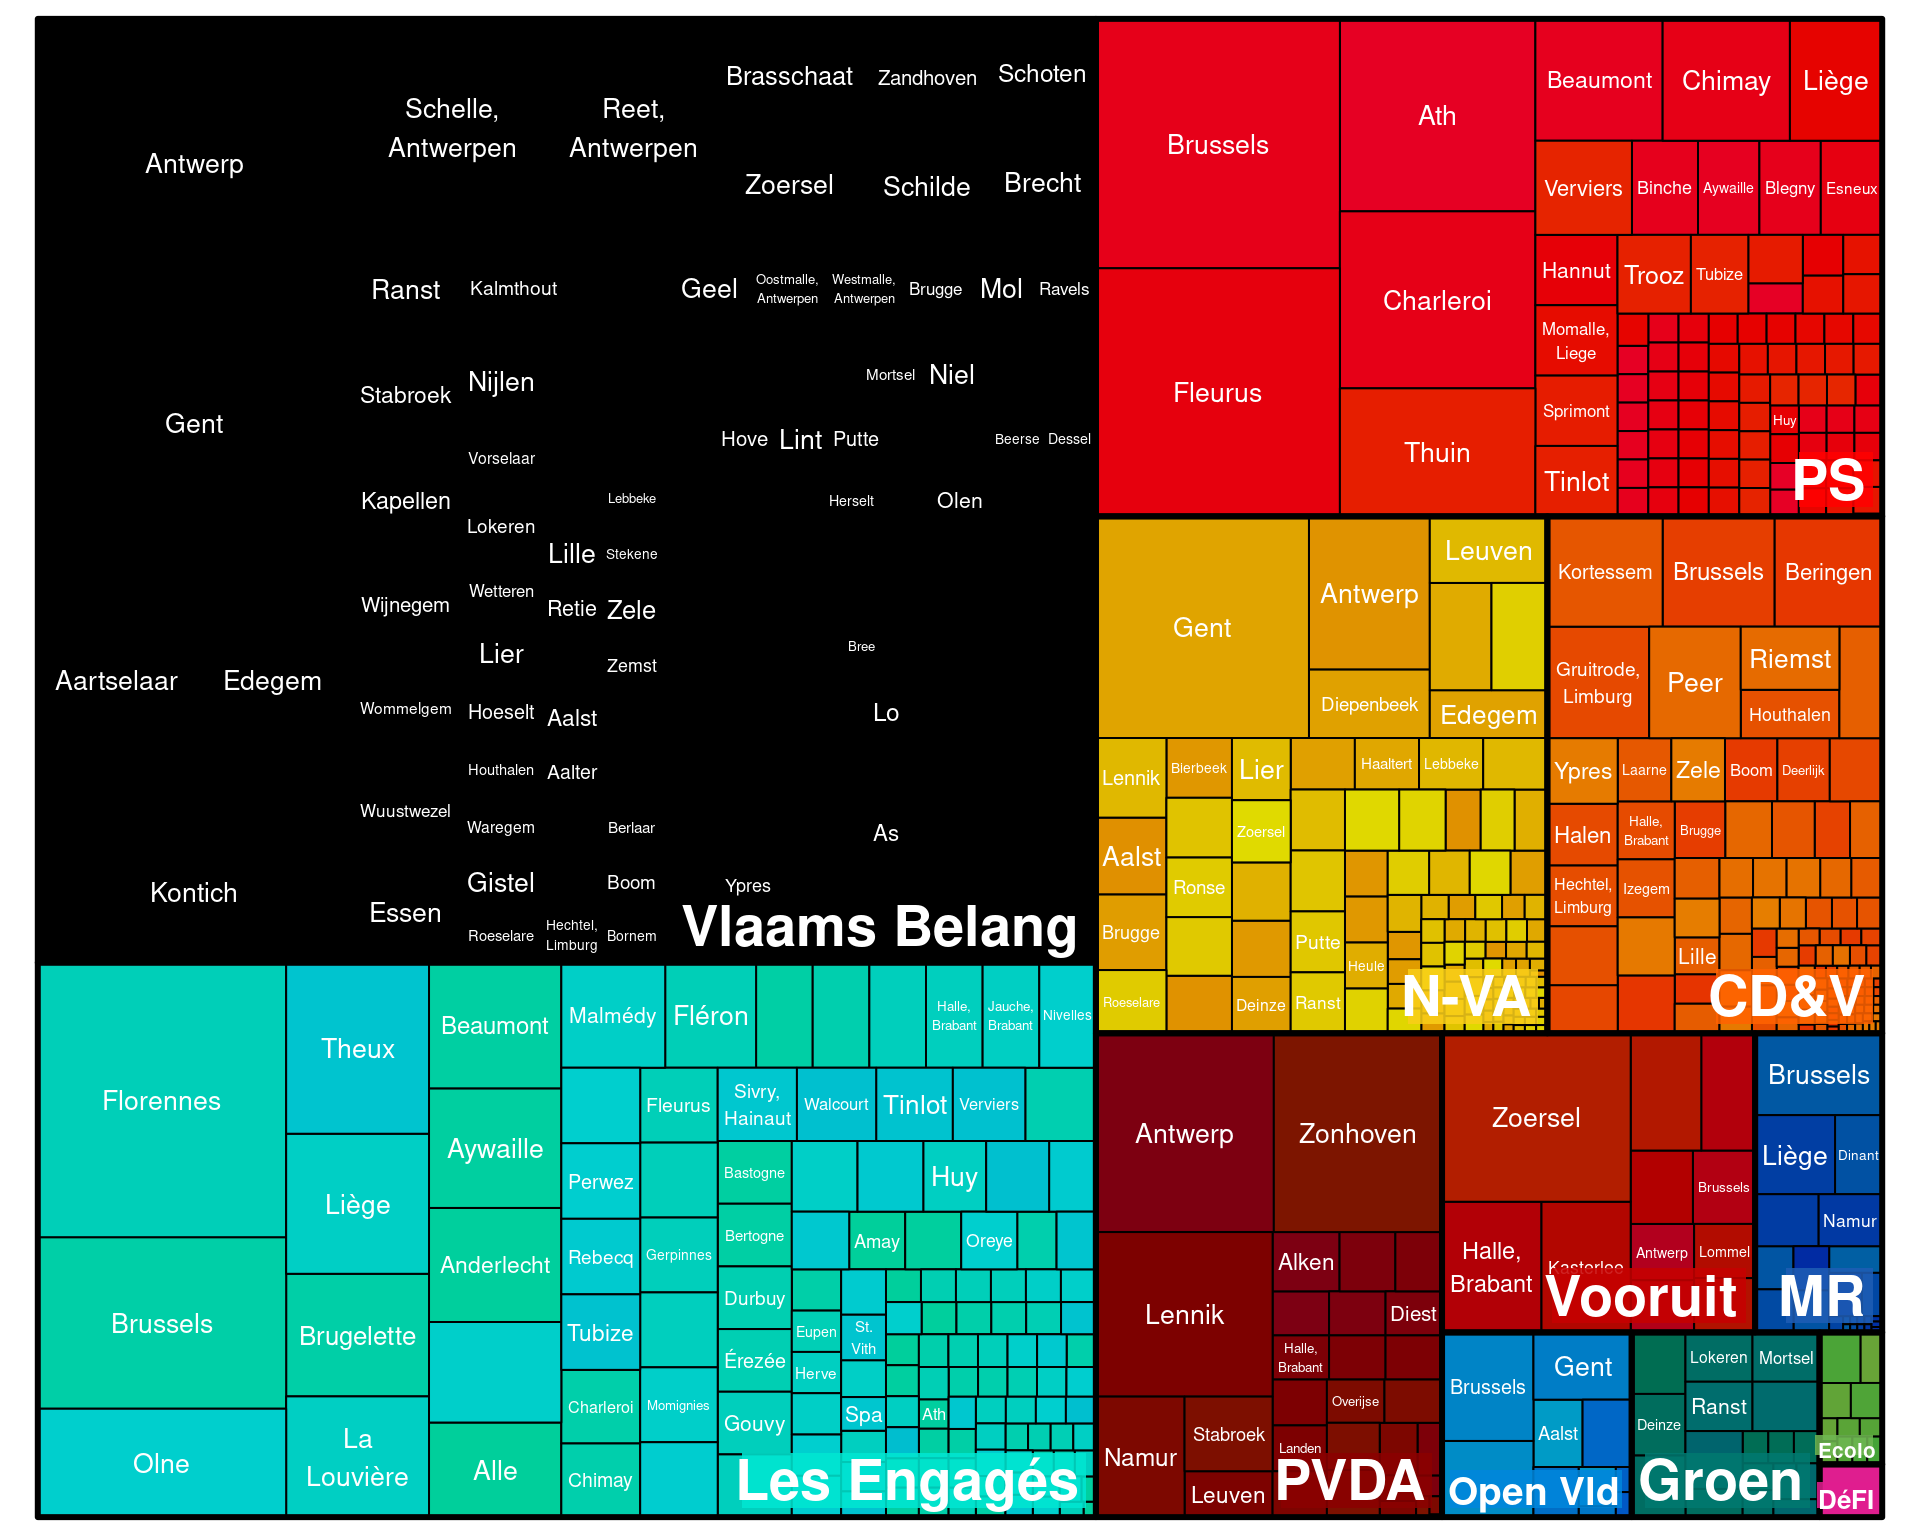 Antwerp
Schelle,
Antwerpen
Reet,
Antwerpen
Brasschaat
Zandhoven
Schoten
Zoersel
Schilde
Brecht
Gent
Ranst
Kalmthout
Geel
Oostmalle,
Antwerpen
Westmalle,
Antwerpen
Brugge
Mol
Ravels
Stabroek
Nijlen
Mortsel
Niel
Vorselaar
Hove
Lint
Putte
Beerse
Dessel
Kapellen
Lokeren
Lebbeke
Herselt
Olen
Lille
Stekene
Wijnegem
Wetteren
Retie
Zele
Aartselaar
Edegem
Lier
Zemst
Bree
Wommelgem
Hoeselt
Aalst
Lo
Houthalen
Aalter
Wuustwezel
Waregem
Berlaar
As
Kontich
Essen
Gistel
Boom
Ypres
Roeselare
Hechtel,
Limburg
Bornem
Vlaams Belang
Brussels
Ath
Beaumont
Chimay
Liège
Verviers
Binche
Aywaille
Blegny
Esneux
Fleurus
Charleroi
Thuin
Hannut
Trooz
Tubize
Momalle,
Liege
Sprimont
Huy
Tinlot
PS
Gent
Antwerp
Leuven
Diepenbeek
Edegem
Lennik
Bierbeek
Lier
Haaltert
Lebbeke
Zoersel
Aalst
Ronse
Brugge
Putte
Heule
Roeselare
Deinze
Ranst
N-VA
Kortessem
Brussels
Beringen
Gruitrode,
Limburg
Peer
Riemst
Houthalen
Ypres
Laarne
Zele
Boom
Deerlijk
Halen
Halle,
Brabant
Brugge
Hechtel,
Limburg
Izegem
Lille
CD&V
Florennes
Theux
Beaumont
Malmédy
Fléron
Halle,
Brabant
Jauche,
Brabant
Nivelles
Fleurus
Sivry,
Hainaut
Walcourt
Tinlot
Verviers
Liège
Aywaille
Perwez
Bastogne
Huy
Brussels
Brugelette
Anderlecht
Rebecq
Gerpinnes
Bertogne
Amay
Oreye
Durbuy
Tubize
Eupen
St.
Vith
Érezée
Herve
Olne
La
Louvière
Alle
Charleroi
Momignies
Gouvy
Spa
Ath
Chimay
Les Engagés
Antwerp
Zonhoven
Lennik
Alken
Diest
Halle,
Brabant
Overijse
Namur
Stabroek
Landen
Leuven
PVDA
Zoersel
Brussels
Halle,
Brabant
Kasterlee
Antwerp
Lommel
Vooruit
Brussels
Liège
Dinant
Namur
MR
Brussels
Gent
Aalst
Open Vld
Lokeren
Mortsel
Ranst
Deinze
Groen
Ecolo
DéFI